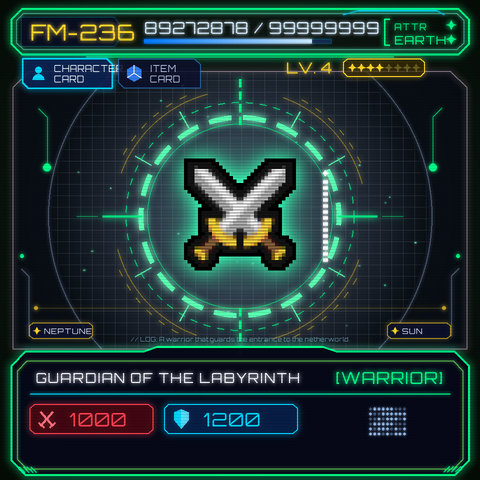 FM-236
89272878 / 99999999
ATTR
EARTH
CHARACTER
CARD
ITEM
CARD
LV.4
NEPTUNE
SUN
// LOG: A warrior that guards the entrance to the netherworld.
GUARDIAN OF THE LABYRINTH
[WARRIOR]
1000
1200